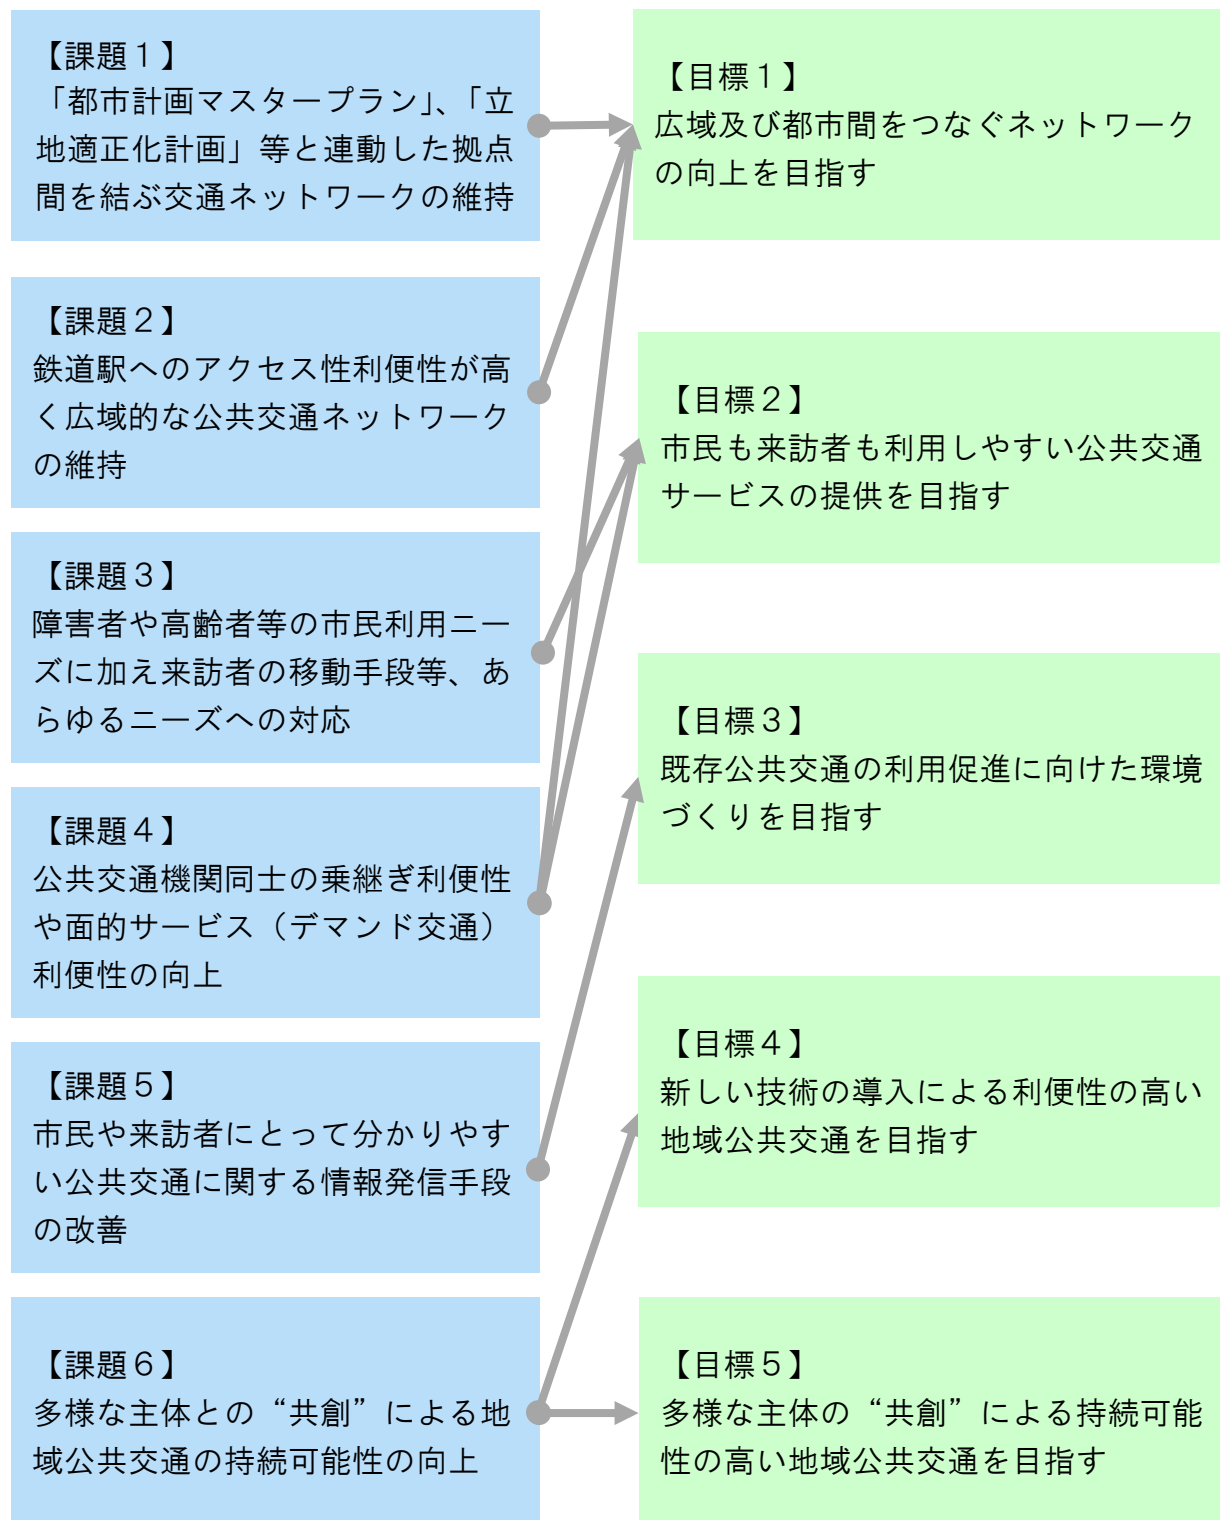 【課題１】
「都市計画マスタープラン」、「立
地適正化計画」等と連動した拠点
間を結ぶ交通ネットワークの維持
【課題２】
鉄道駅へのアクセス性利便性が高
く広域的な公共交通ネットワーク
の維持
【課題３】
障害者や高齢者等の市民利用ニー
ズに加え来訪者の移動手段等、あ
らゆるニーズへの対応
【課題４】
公共交通機関同士の乗継ぎ利便性
や面的サービス（デマンド交通）
利便性の向上
【課題５】
市民や来訪者にとって分かりやす
い公共交通に関する情報発信手段
の改善
【課題６】
多様な主体との“共創”による地
域公共交通の持続可能性の向上
【目標１】
広域及び都市間をつなぐネットワーク
の向上を目指す
【目標２】
市民も来訪者も利用しやすい公共交通
サービスの提供を目指す
【目標３】
既存公共交通の利用促進に向けた環境
づくりを目指す
【目標４】
新しい技術の導入による利便性の高い
地域公共交通を目指す
【目標５】
多様な主体の“共創”による持続可能
性の高い地域公共交通を目指す